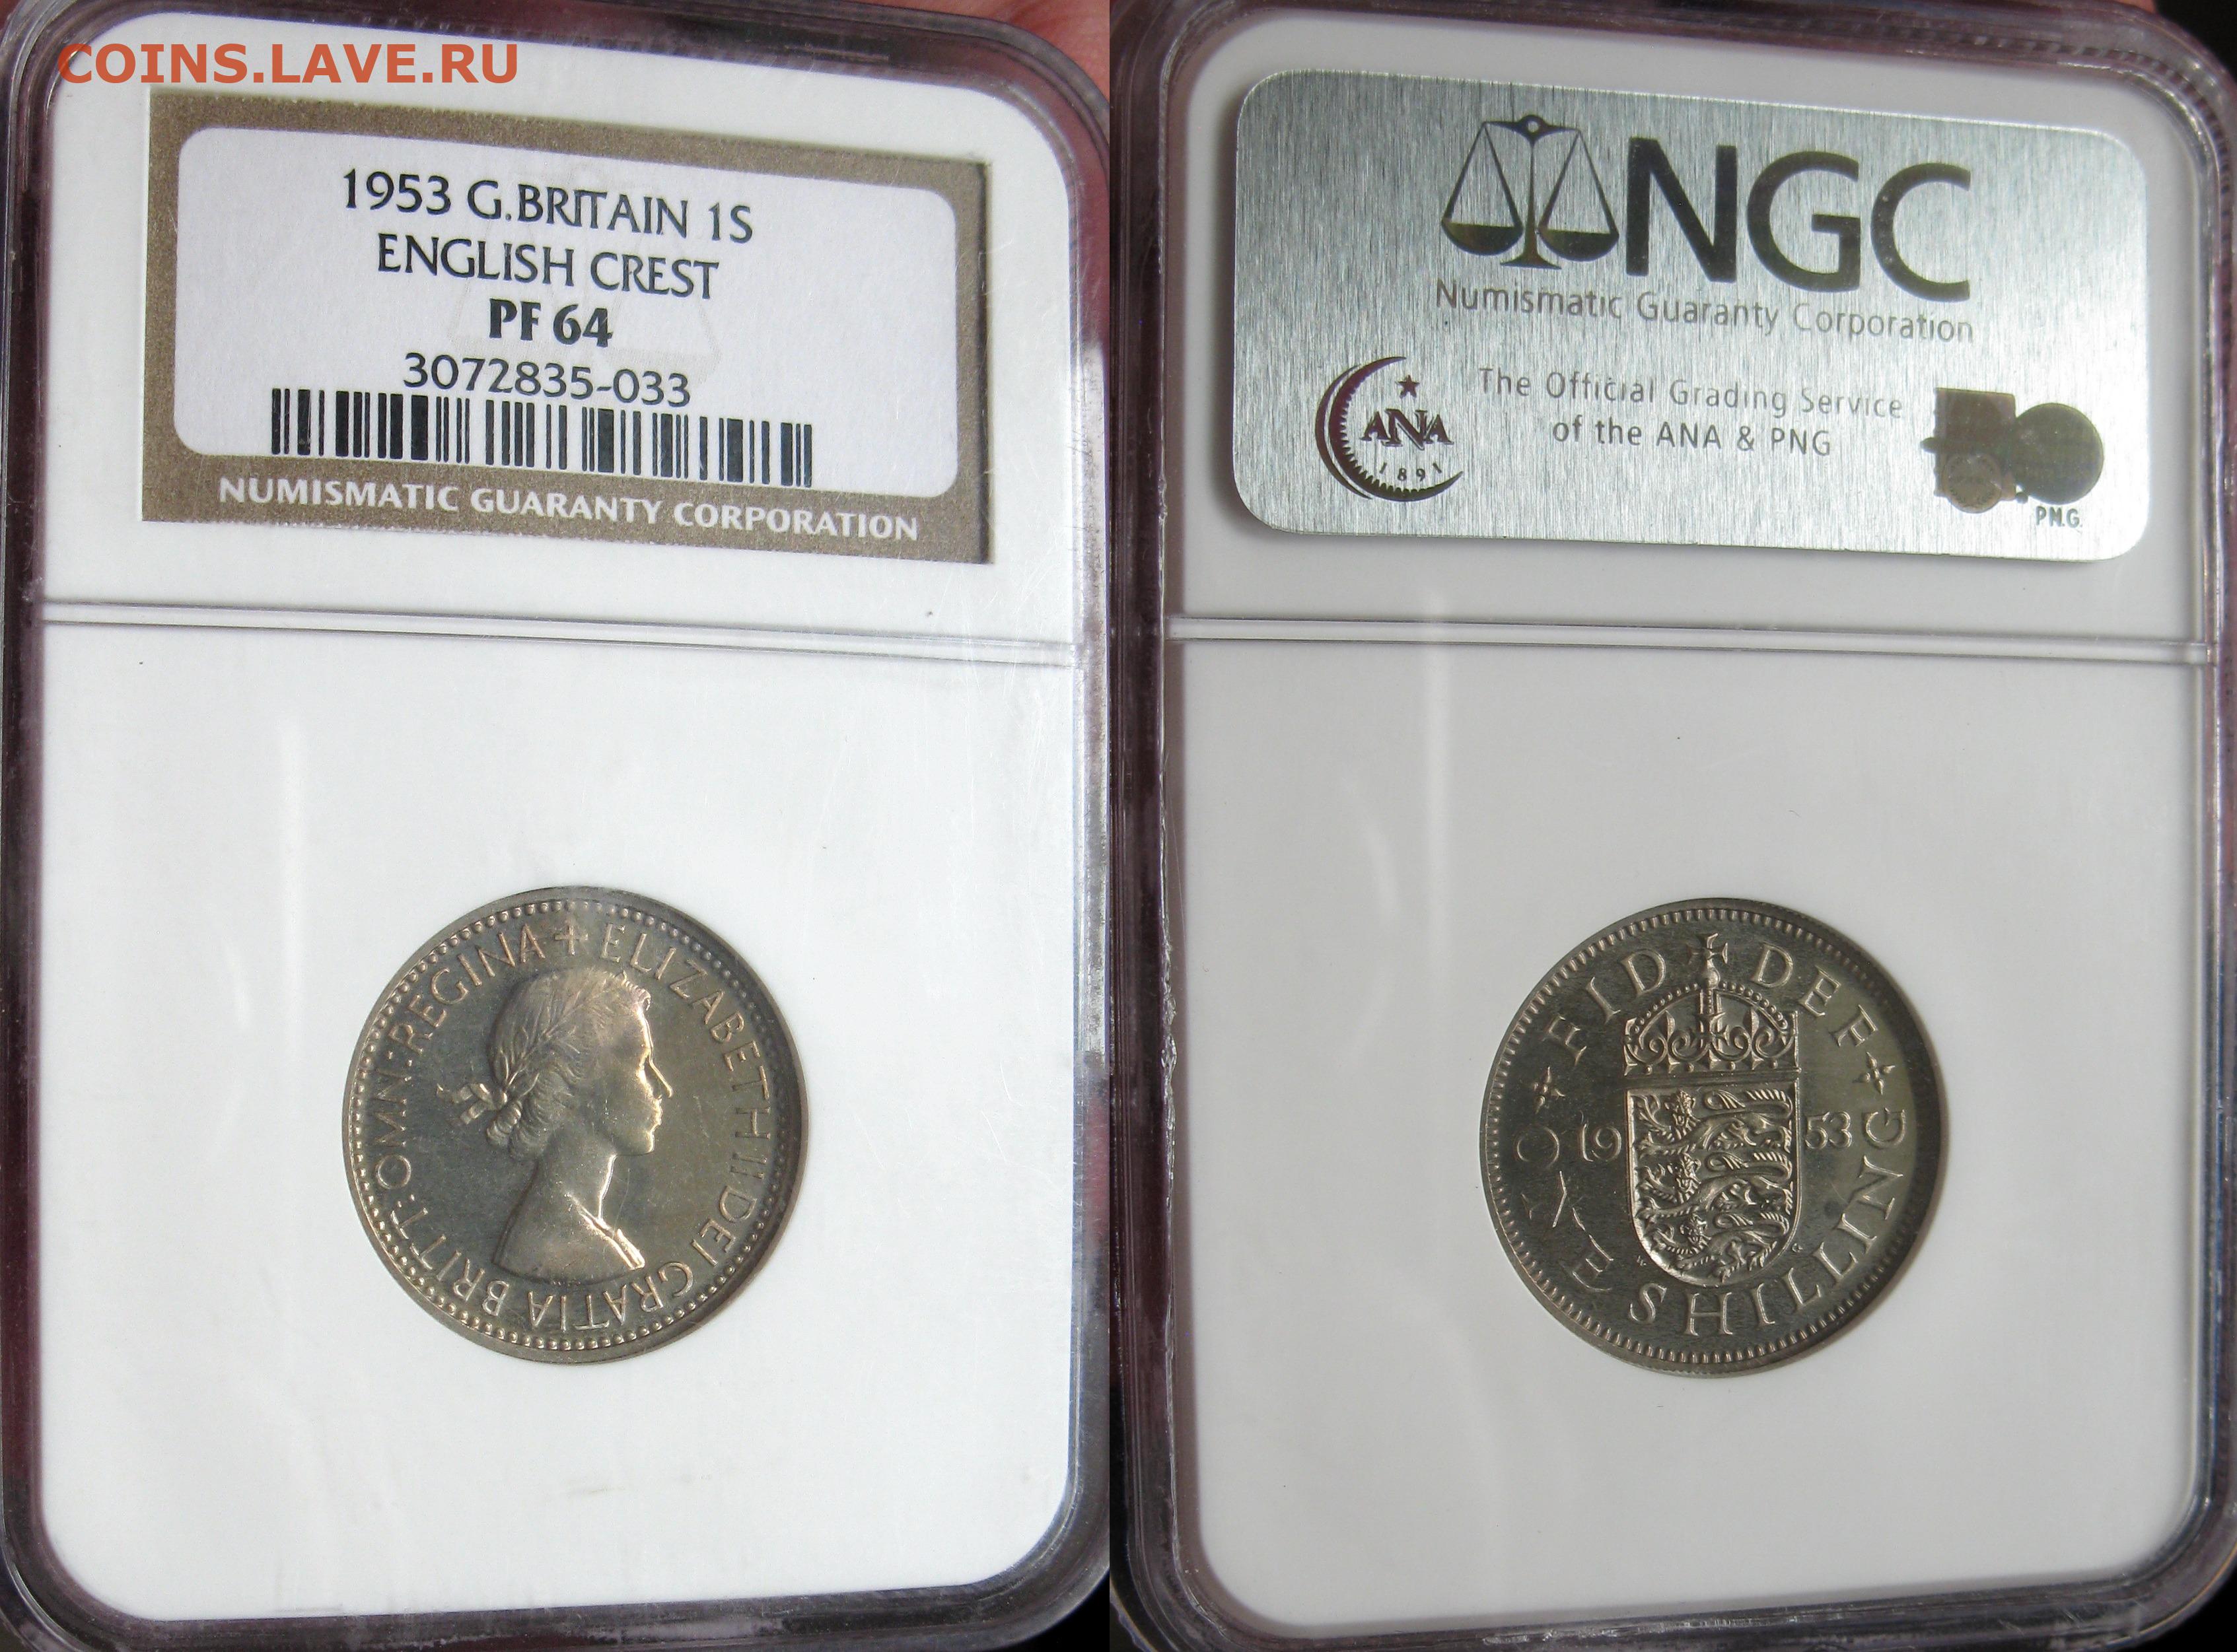 COINS.LAVE.RU
1953 G.BRITAIN 1S
ENGLISH CREST
PF 64
3072835-033
NUMISMATIC GUARANTY CORPORATION
+ELIZABETH II DEI GRATIA BRITT:OMN:REGINA
NGC
Numismatic Guaranty Corporation
The Official Grading Service
of the ANA & PNG
ANA
1891
P.N.G.
FID DEF
19 53
ONE SHILLING
W G